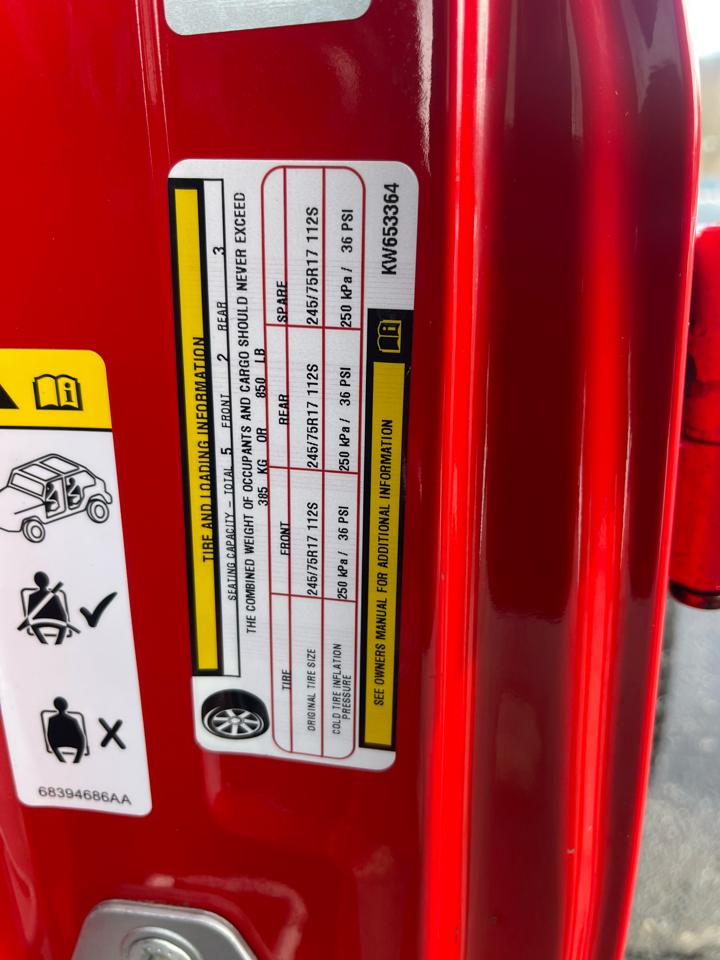 TIRE AND LOADING INFORMATION
SEATING CAPACITY – TOTAL 5 FRONT 2 REAR 3
THE COMBINED WEIGHT OF OCCUPANTS AND CARGO SHOULD NEVER EXCEED
385 KG OR 850 LB
TIRE FRONT REAR SPARE
ORIGINAL TIRE SIZE 245/75R17 112S 245/75R17 112S 245/75R17 112S
COLD TIRE INFLATION PRESSURE 250 kPa / 36 PSI 250 kPa / 36 PSI 250 kPa / 36 PSI
SEE OWNERS MANUAL FOR ADDITIONAL INFORMATION
KW653364
68394686AA